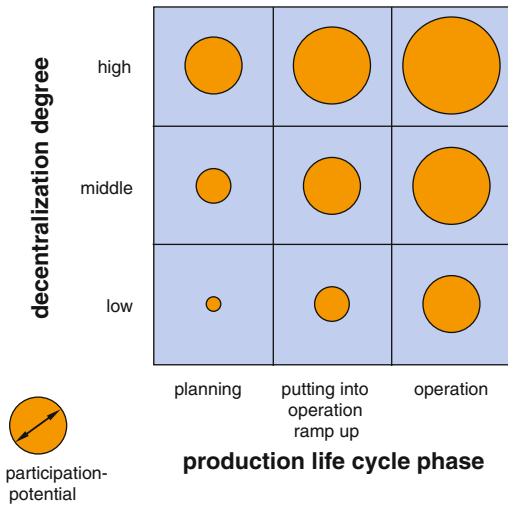 decentralization degree
high
middle
low
planning
putting into
operation
ramp up
operation
production life cycle phase
participation-
potential